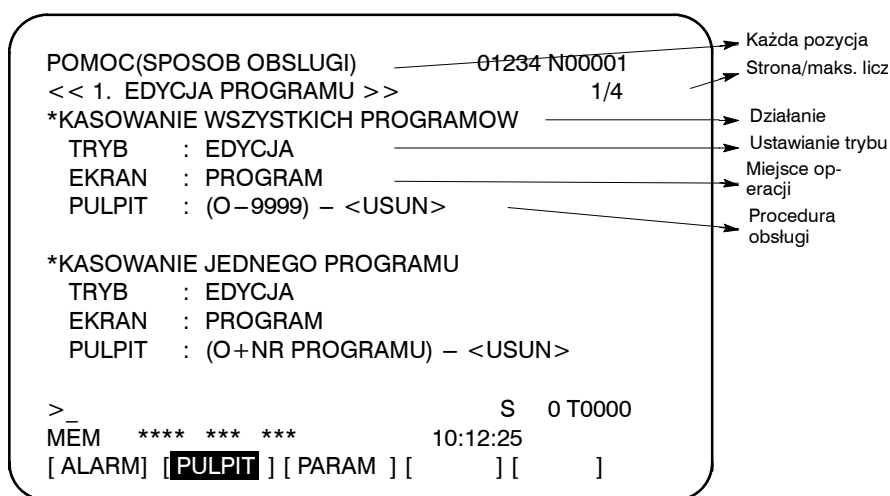 POMOC(SPOSOB OBSLUGI) 01234 N00001
<< 1. EDYCJA PROGRAMU >> 1/4
*KASOWANIE WSZYSTKICH PROGRAMOW
TRYB : EDYCJA
EKRAN : PROGRAM
PULPIT : (O−9999) − <USUN>
*KASOWANIE JEDNEGO PROGRAMU
TRYB : EDYCJA
EKRAN : PROGRAM
PULPIT : (O+NR PROGRAMU) − <USUN>
>_ S 0 T0000
MEM **** *** *** 10:12:25
[ ALARM] [ PULPIT ] [ PARAM ] [ ] [ ]
Każda pozycja
Strona/maks. licz
Działanie
Ustawianie trybu
Miejsce op-
eracji
Procedura
obsługi